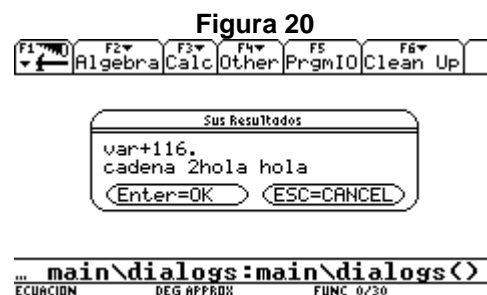 Figura 20
F1 F2 Algebra F3 Calc F4 Other F5 PrgmIO F6 Clean Up
Sus Resultados
var+116.
cadena 2hola hola
Enter=OK ESC=CANCEL
… main\dialogs:main\dialogs()
ECUACION DEG APPROX FUNC 0/30